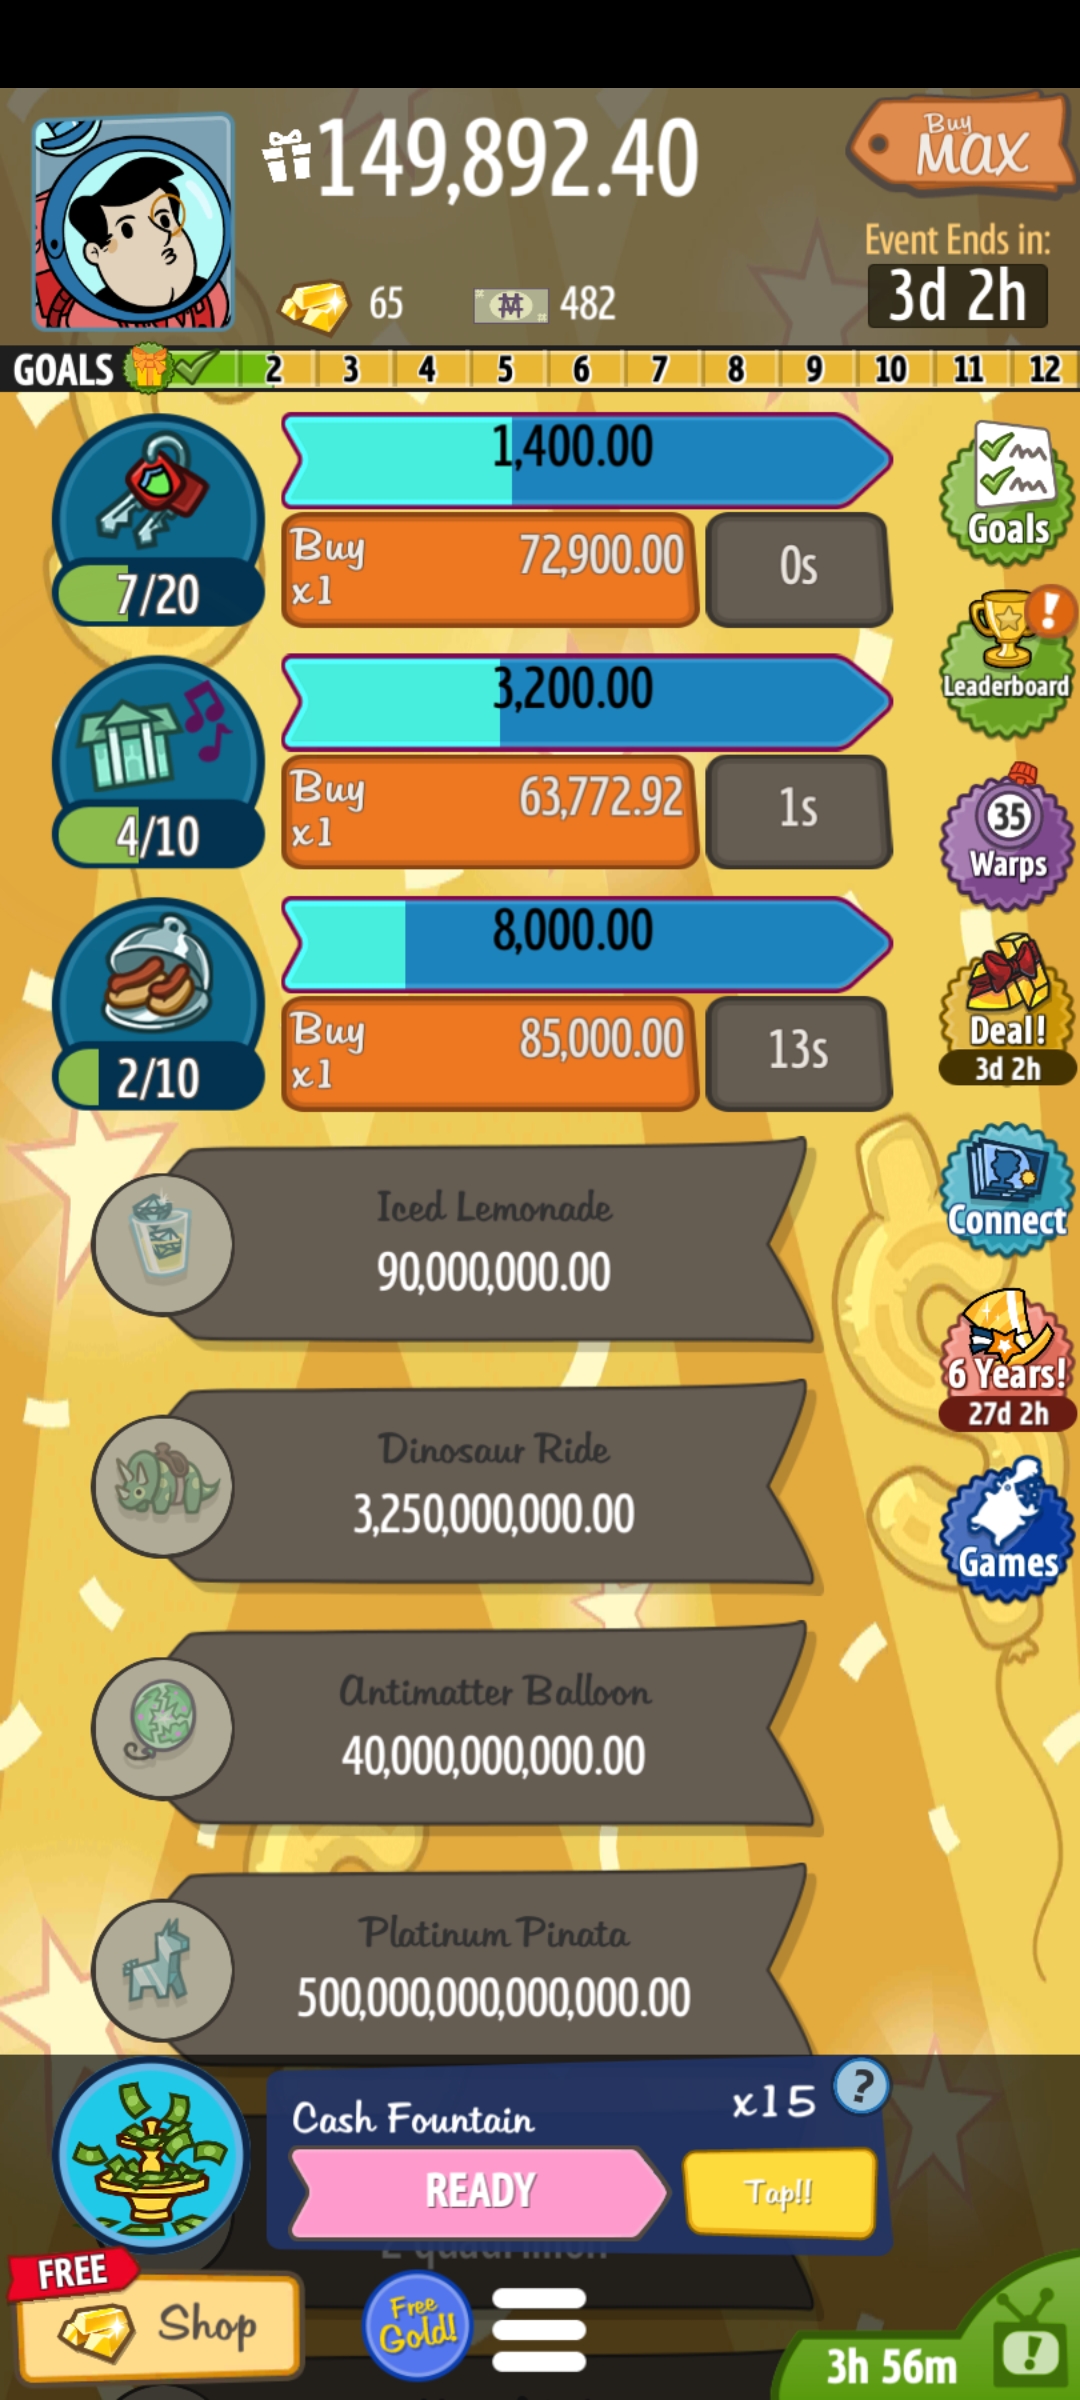 149,892.40
Buy
MAX
65
482
Event Ends in:
3d 2h
GOALS 2 3 4 5 6 7 8 9 10 11 12
1,400.00
Buy
x1
72,900.00
0s
7/20
Goals
3,200.00
Buy
x1
63,772.92
1s
4/10
!
Leaderboard
35
Warps
8,000.00
Buy
x1
85,000.00
13s
2/10
Deal!
3d 2h
Iced Lemonade
90,000,000.00
Connect
Dinosaur Ride
3,250,000,000.00
6 Years!
27d 2h
Games
Antimatter Balloon
40,000,000,000.00
Platinum Pinata
500,000,000,000,000.00
Cash Fountain
x15
?
READY
Tap!!
FREE
Shop
Free
Gold!
3h 56m
!